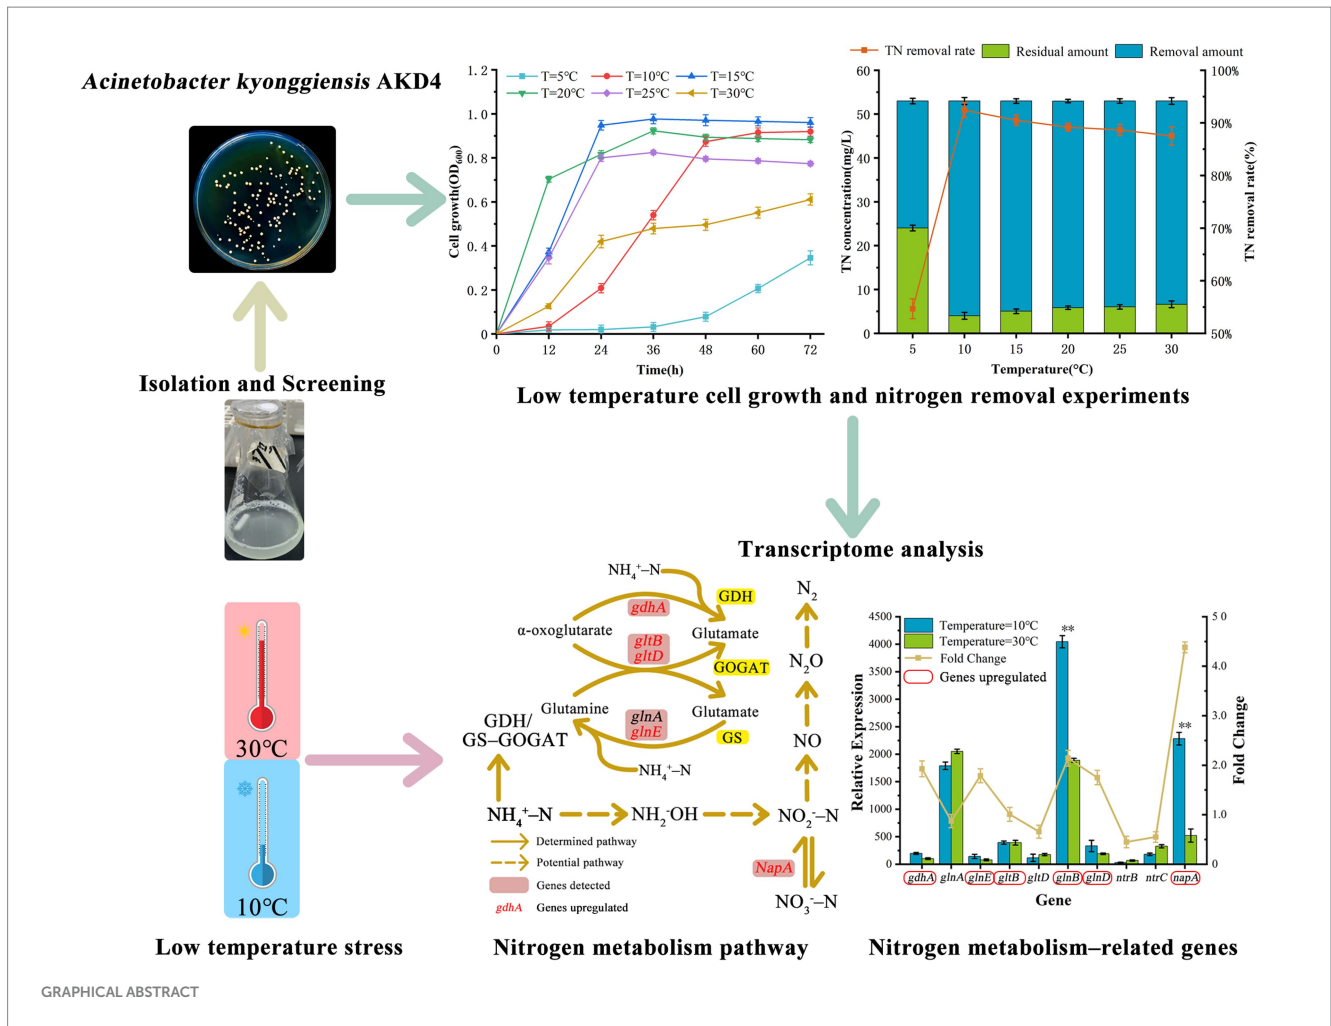 Acinetobacter kyonggiensis AKD4
Isolation and Screening
30℃
10℃
Low temperature stress
T=5℃ T=10℃ T=15℃
T=20℃ T=25℃ T=30℃
Cell growth(OD₆₀₀)
1.2
1.0
0.8
0.6
0.4
0.2
0
0 12 24 36 48 60 72
Time(h)
TN removal rate Residual amount Removal amount
TN concentration(mg/L)
60
50
40
30
20
10
0
100%
90%
80%
70%
60%
50%
TN removal rate(%)
5 10 15 20 25 30
Temperature(°C)
Low temperature cell growth and nitrogen removal experiments
Transcriptome analysis
NH₄⁺–N
GDH
gdhA
α-oxoglutarate
Glutamate
gltB
gltD
GOGAT
Glutamine
Glutamate
glnA
glnE
GS
GDH/
GS–GOGAT
NH₄⁺–N
N₂
N₂O
NO
NH₄⁺–N
NH₂-OH
NO₂⁻–N
NapA
NO₃⁻–N
Determined pathway
Potential pathway
Genes detected
gdhA Genes upregulated
Nitrogen metabolism pathway
Temperature=10℃
Temperature=30℃
Fold Change
Genes upregulated
**
**
Relative Expression
4500
4000
3500
3000
2500
2000
1500
1000
500
0
5.0
4.0
3.0
2.0
1.0
0
Fold Change
gdhA glnA glnE gltB gltD glnB glnD ntrB ntrC napA
Gene
Nitrogen metabolism–related genes
GRAPHICAL ABSTRACT